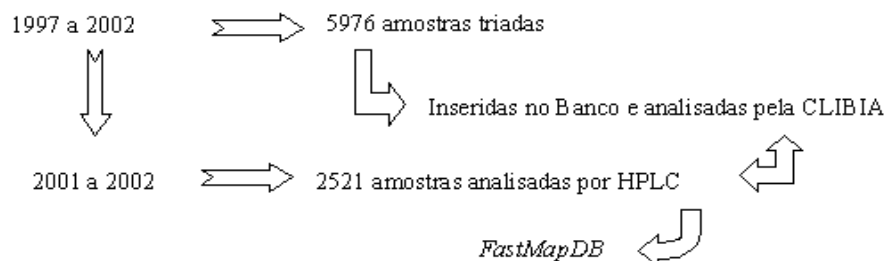 1997 a 2002
5976 amostras triadas
Inseridas no Banco e analisadas pela CLIBIA
2001 a 2002
2521 amostras analisadas por HPLC
FastMapDB